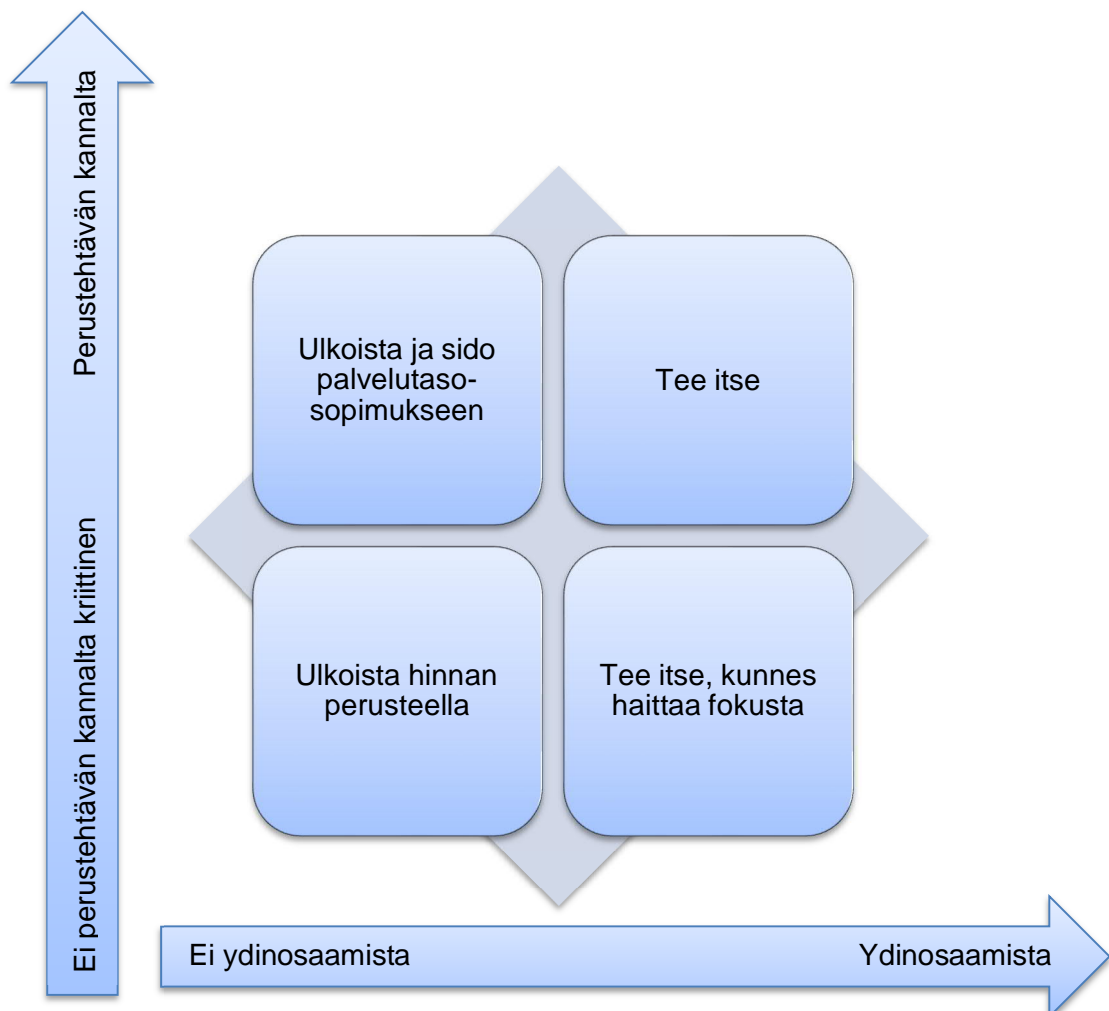 Perustehtävän kannalta
Ei perustehtävän kannalta kriittinen
Ulkoista ja sido
palvelutaso-
sopimukseen
Tee itse
Ulkoista hinnan
perusteella
Tee itse, kunnes
haittaa fokusta
Ei ydinosaamista
Ydinosaamista